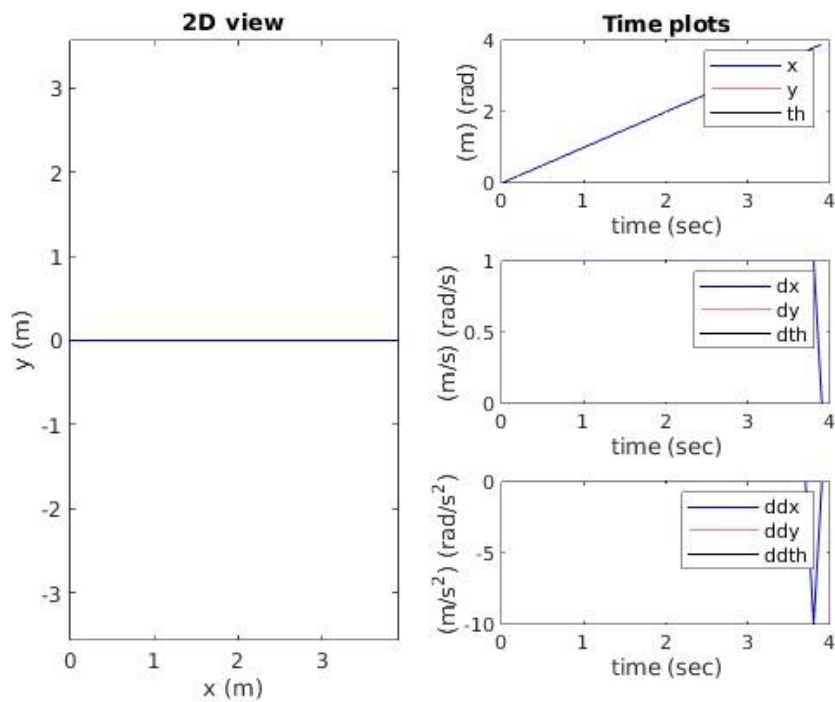 2D view
3
2
1
0
-1
-2
-3
0 1 2 3
x (m)
y (m)
Time plots
4
2
0
0 1 2 3 4
time (sec)
(m) (rad)
x
y
th
1
0.5
0
0 1 2 3 4
time (sec)
(m/s) (rad/s)
dx
dy
dth
0
-5
-10
0 1 2 3 4
time (sec)
(m/s²) (rad/s²)
ddx
ddy
ddth